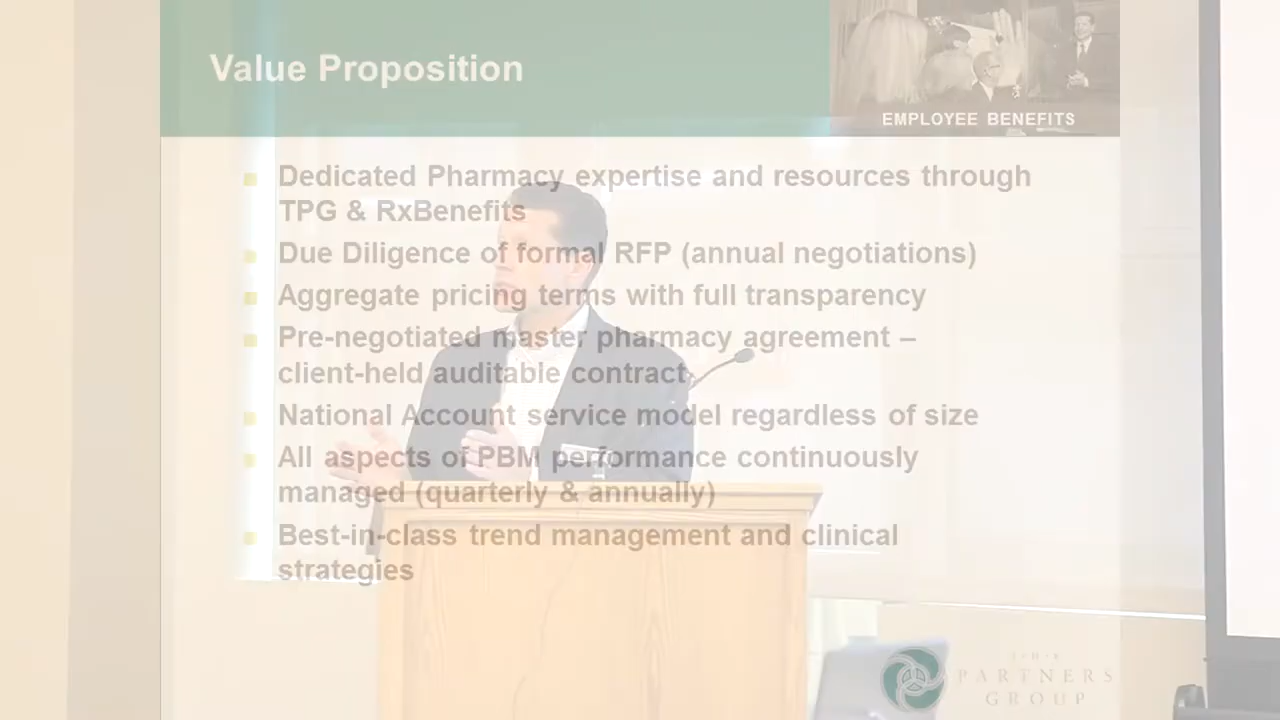 Value Proposition
EMPLOYEE BENEFITS
Dedicated Pharmacy expertise and resources through
TPG & RxBenefits
Due Diligence of formal RFP (annual negotiations)
Aggregate pricing terms with full transparency
Pre-negotiated master pharmacy agreement –
client-held auditable contract
National Account service model regardless of size
All aspects of PBM performance continuously
managed (quarterly & annually)
Best-in-class trend management and clinical
strategies
THE
PARTNERS
GROUP